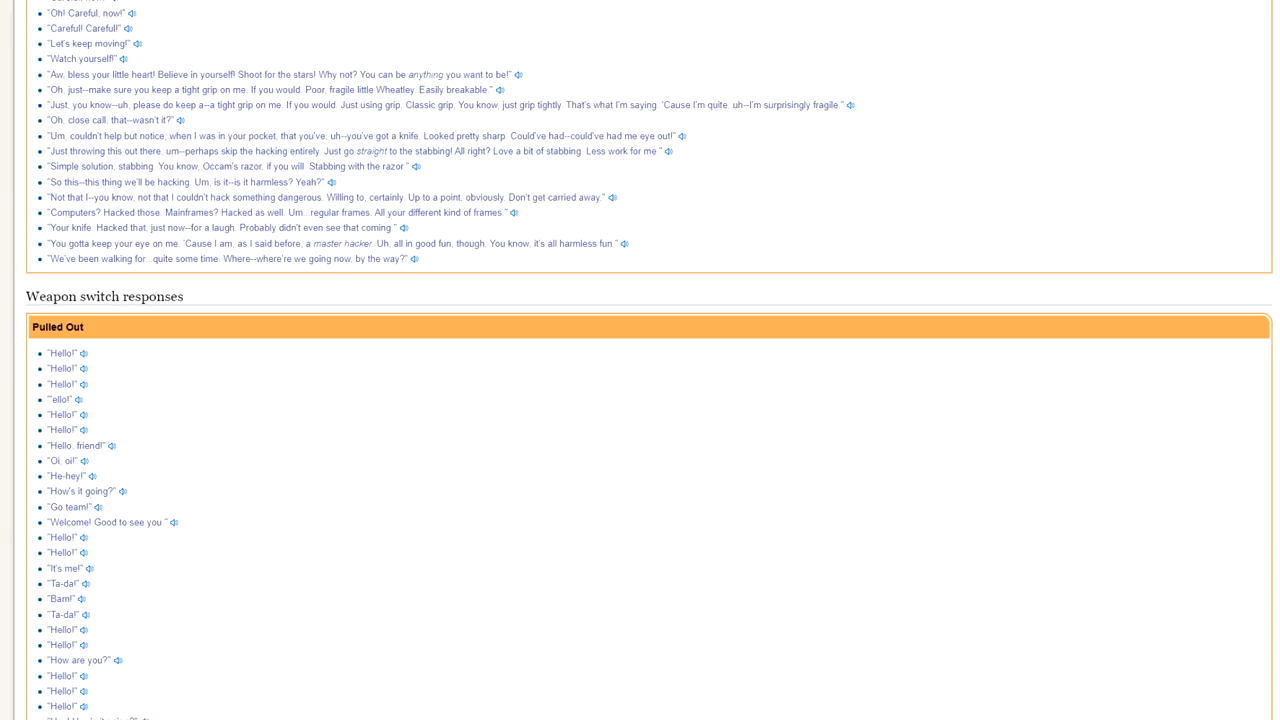 "Oh! Careful, now!"
"Careful! Careful!"
"Let's keep moving!"
"Watch yourself!"
"Aw, bless your little heart! Believe in yourself! Shoot for the stars! Why not? You can be anything you want to be!"
"Oh, just--make sure you keep a tight grip on me. If you would. Poor, fragile little Wheatley. Easily breakable."
"Just, you know--uh, please do keep a--a tight grip on me. If you would. Just using grip. Classic grip. You know, just grip tightly. That's what I'm saying. 'Cause I'm quite, uh--I'm surprisingly fragile."
"Oh, close call, that--wasn't it?"
"Um, couldn't help but notice, when I was in your pocket, that you've, uh--you've got a knife. Looked pretty sharp. Could've had--could've had me eye out!"
"Just throwing this out there, um--perhaps skip the hacking entirely. Just go straight to the stabbing! All right? Love a bit of stabbing. Less work for me."
"Simple solution, stabbing. You know, Occam's razor, if you will. Stabbing with the razor."
"So this--this thing we'll be hacking. Um, is it--is it harmless? Yeah?"
"Not that I--you know, not that I couldn't hack something dangerous. Willing to, certainly. Up to a point, obviously. Don't get carried away."
"Computers? Hacked those. Mainframes? Hacked as well. Um.. regular frames. All your different kind of frames."
"Your knife. Hacked that, just now--for a laugh. Probably didn't even see that coming."
"You gotta keep your eye on me. 'Cause I am, as I said before, a master hacker. Uh, all in good fun, though. You know, it's all harmless fun."
"We've been walking for...quite some time. Where--where're we going now, by the way?"
Weapon switch responses
Pulled Out
"Hello!"
"Hello!"
"Hello!"
"'ello!"
"Hello!"
"Hello!"
"Hello, friend!"
"Oi, oi!"
"He-hey!"
"How's it going?"
"Go team!"
"Welcome! Good to see you."
"Hello!"
"Hello!"
"It's me!"
"Ta-da!"
"Bam!"
"Ta-da!"
"Hello!"
"Hello!"
"How are you?"
"Hello!"
"Hello!"
"Hello!"